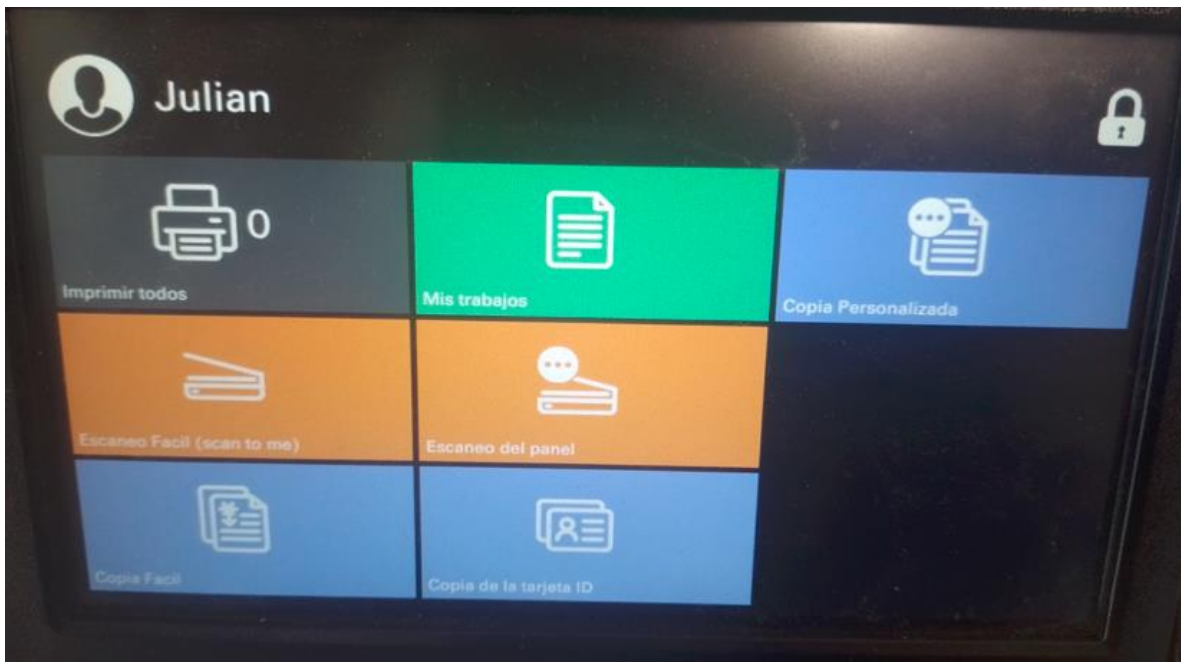 Julian
0
Imprimir todos
Mis trabajos
Copia Personalizada
Escaneo Facil (scan to me)
Escaneo del panel
Copia Facil
Copia de la tarjeta ID